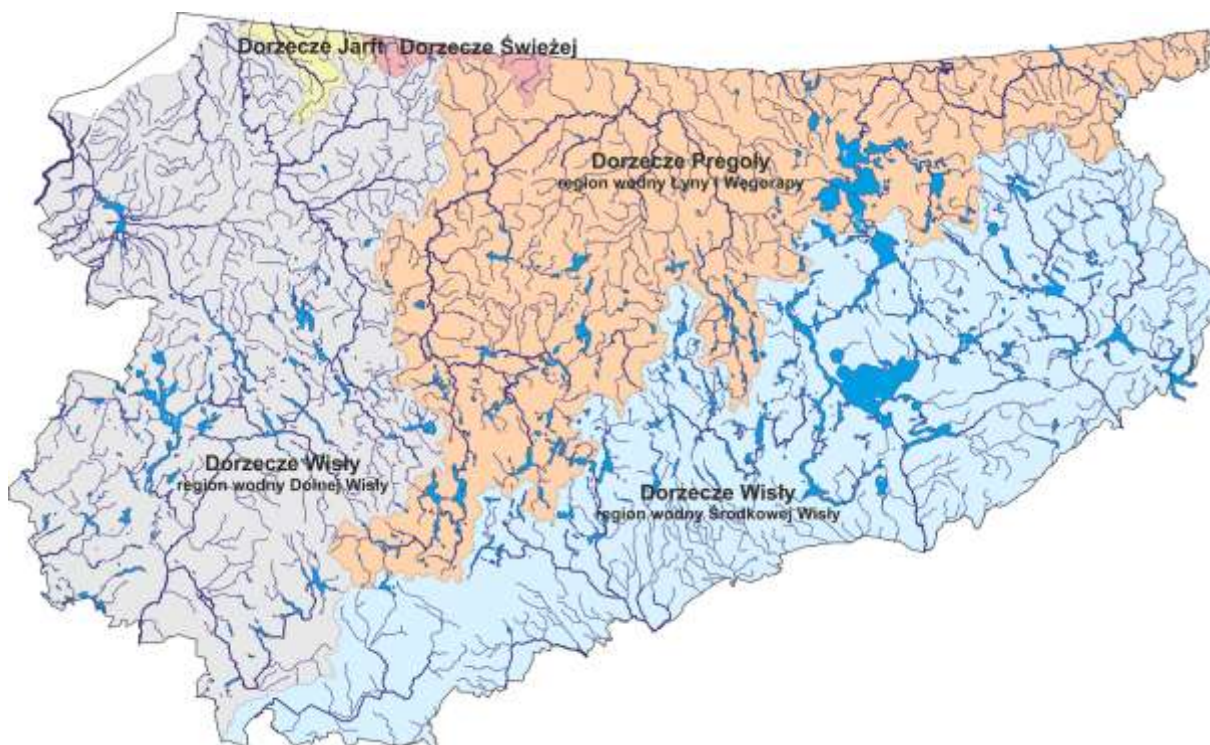 Dorzecze Jarft
Dorzecze Świeżej
Dorzecze Pregoły
region wodny Łyny i Węgorapy
Dorzecze Wisły
region wodny Dolnej Wisły
Dorzecze Wisły
region wodny Środkowej Wisły